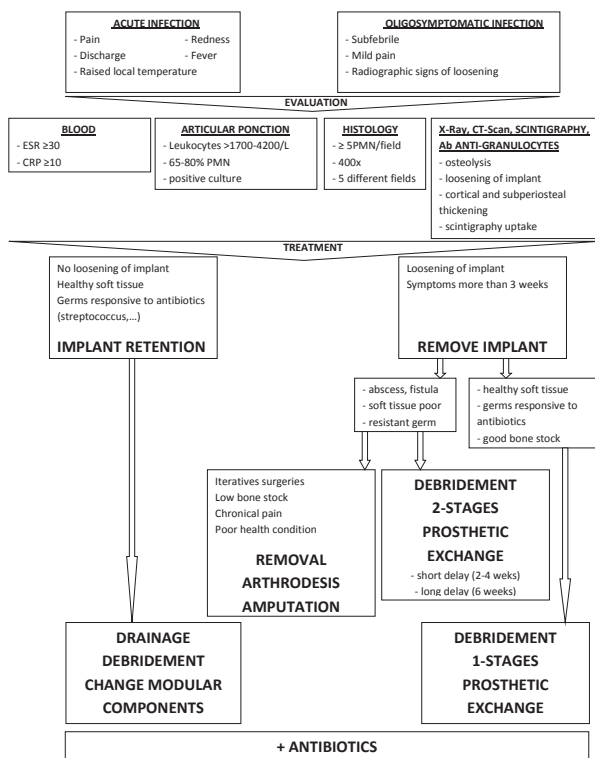 ACUTE INFECTION
- Pain - Redness
- Discharge - Fever
- Raised local temperature
OLIGOSYMPTOMATIC INFECTION
- Subfebrile
- Mild pain
- Radiographic signs of loosening
EVALUATION
BLOOD
- ESR ≥30
- CRP ≥10
ARTICULAR PONCTION
- Leukocytes >1700-4200/L
- 65-80% PMN
- positive culture
HISTOLOGY
- ≥ 5PMN/field
- 400x
- 5 different fields
X-Ray, CT-Scan, SCINTIGRAPHY,
Ab ANTI-GRANULOCYTES
- osteolysis
- loosening of implant
- cortical and subperiosteal
thickening
- scintigraphy uptake
TREATMENT
No loosening of implant
Healthy soft tissue
Germs responsive to antibiotics
(streptococcus,...)
IMPLANT RETENTION
Loosening of implant
Symptoms more than 3 weeks
REMOVE IMPLANT
- abscess, fistula
- soft tissue poor
- resistant germ
- healthy soft tissue
- germs responsive to
antibiotics
- good bone stock
Iteratives surgeries
Low bone stock
Chronical pain
Poor health condition
REMOVAL
ARTHRODESIS
AMPUTATION
DEBRIDEMENT
2-STAGES
PROSTHETIC
EXCHANGE
- short delay (2-4 weks)
- long delay (6 weeks)
DRAINAGE
DEBRIDEMENT
CHANGE MODULAR
COMPONENTS
DEBRIDEMENT
1-STAGES
PROSTHETIC
EXCHANGE
+ ANTIBIOTICS